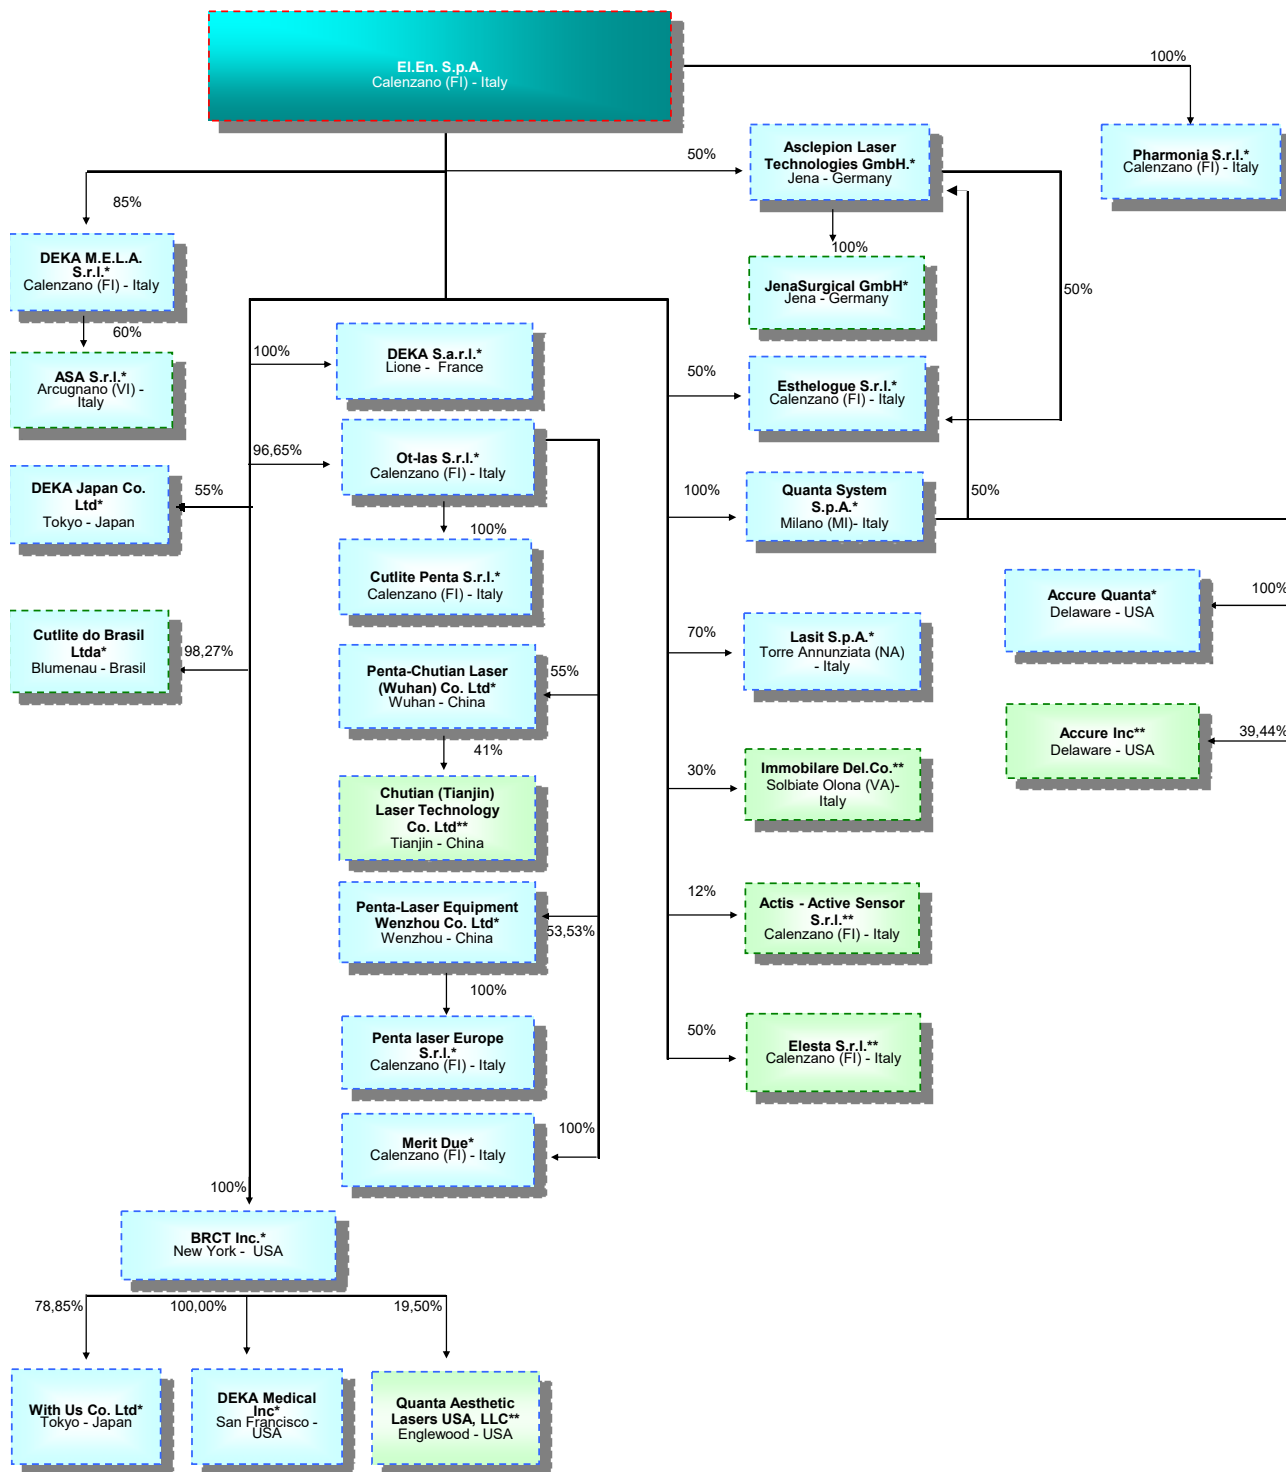 El.En. S.p.A.
Calenzano (FI) - Italy
100%
50%
Asclepion Laser
Technologies GmbH.*
Jena - Germany
Pharmonia S.r.l.*
Calenzano (FI) - Italy
85%
DEKA M.E.L.A.
S.r.l.*
Calenzano (FI) - Italy
100%
JenaSurgical GmbH*
Jena - Germany
50%
60%
ASA S.r.l.*
Arcugnano (VI) -
Italy
100%
DEKA S.a.r.l.*
Lione - France
50%
Esthelogue S.r.l.*
Calenzano (FI) - Italy
96,65%
Ot-las S.r.l.*
Calenzano (FI) - Italy
DEKA Japan Co.
Ltd*
Tokyo - Japan
55%
100%
Quanta System
S.p.A.*
Milano (MI)- Italy
50%
100%
Cutlite Penta S.r.l.*
Calenzano (FI) - Italy
Accure Quanta*
Delaware - USA
100%
Cutlite do Brasil
Ltda*
Blumenau - Brasil
98,27%
70%
Lasit S.p.A.*
Torre Annunziata (NA)
- Italy
Penta-Chutian Laser
(Wuhan) Co. Ltd*
Wuhan - China
55%
Accure Inc**
Delaware - USA
39,44%
41%
Chutian (Tianjin)
Laser Technology
Co. Ltd**
Tianjin - China
30%
Immobilare Del.Co.**
Solbiate Olona (VA)-
Italy
Penta-Laser Equipment
Wenzhou Co. Ltd*
Wenzhou - China
53,53%
12%
Actis - Active Sensor
S.r.l.**
Calenzano (FI) - Italy
100%
Penta laser Europe
S.r.l.*
Calenzano (FI) - Italy
50%
Elesta S.r.l.**
Calenzano (FI) - Italy
Merit Due*
Calenzano (FI) - Italy
100%
100%
BRCT Inc.*
New York - USA
78,85%
100,00%
19,50%
With Us Co. Ltd*
Tokyo - Japan
DEKA Medical
Inc*
San Francisco -
USA
Quanta Aesthetic
Lasers USA, LLC**
Englewood - USA